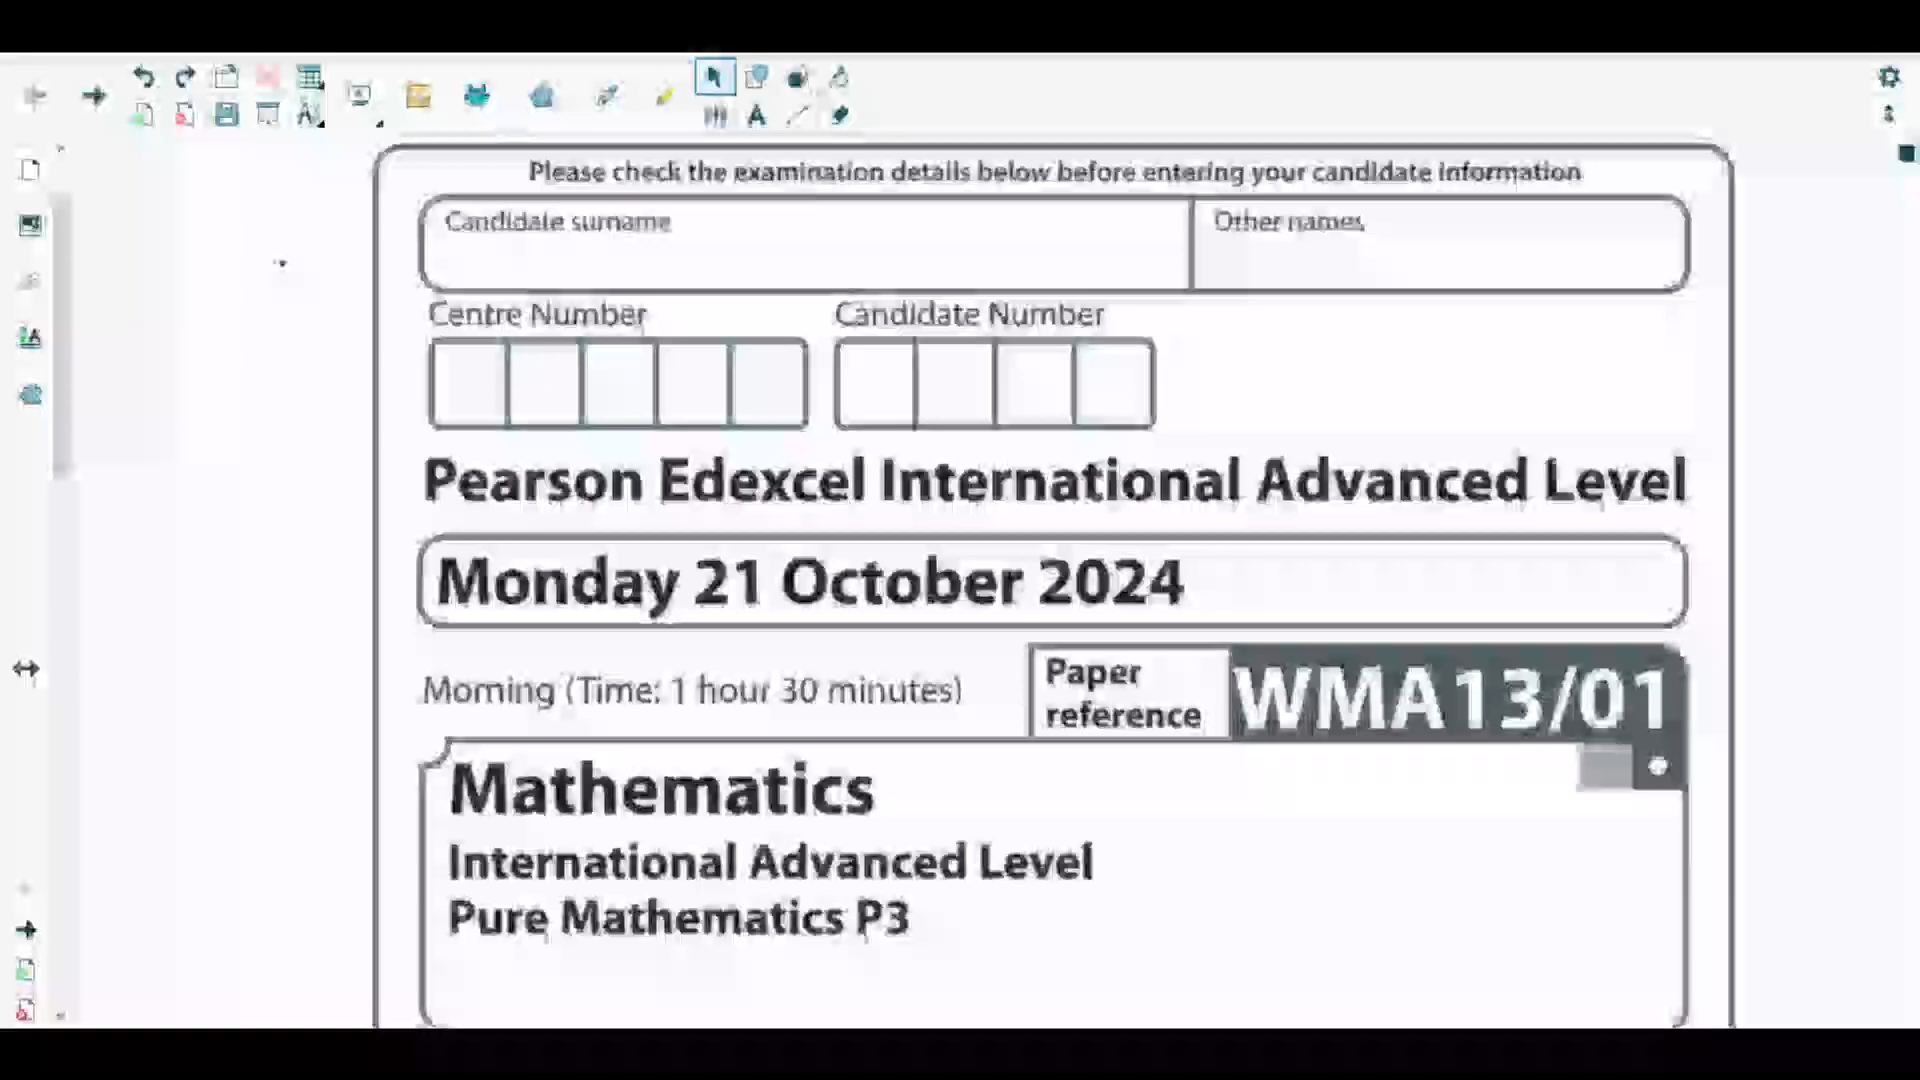 Please check the examination details below before entering your candidate information
Candidate surname
Other names
Centre Number
Candidate Number
Pearson Edexcel International Advanced Level
Monday 21 October 2024
Morning (Time: 1 hour 30 minutes)
Paper reference
WMA13/01
Mathematics
International Advanced Level
Pure Mathematics P3